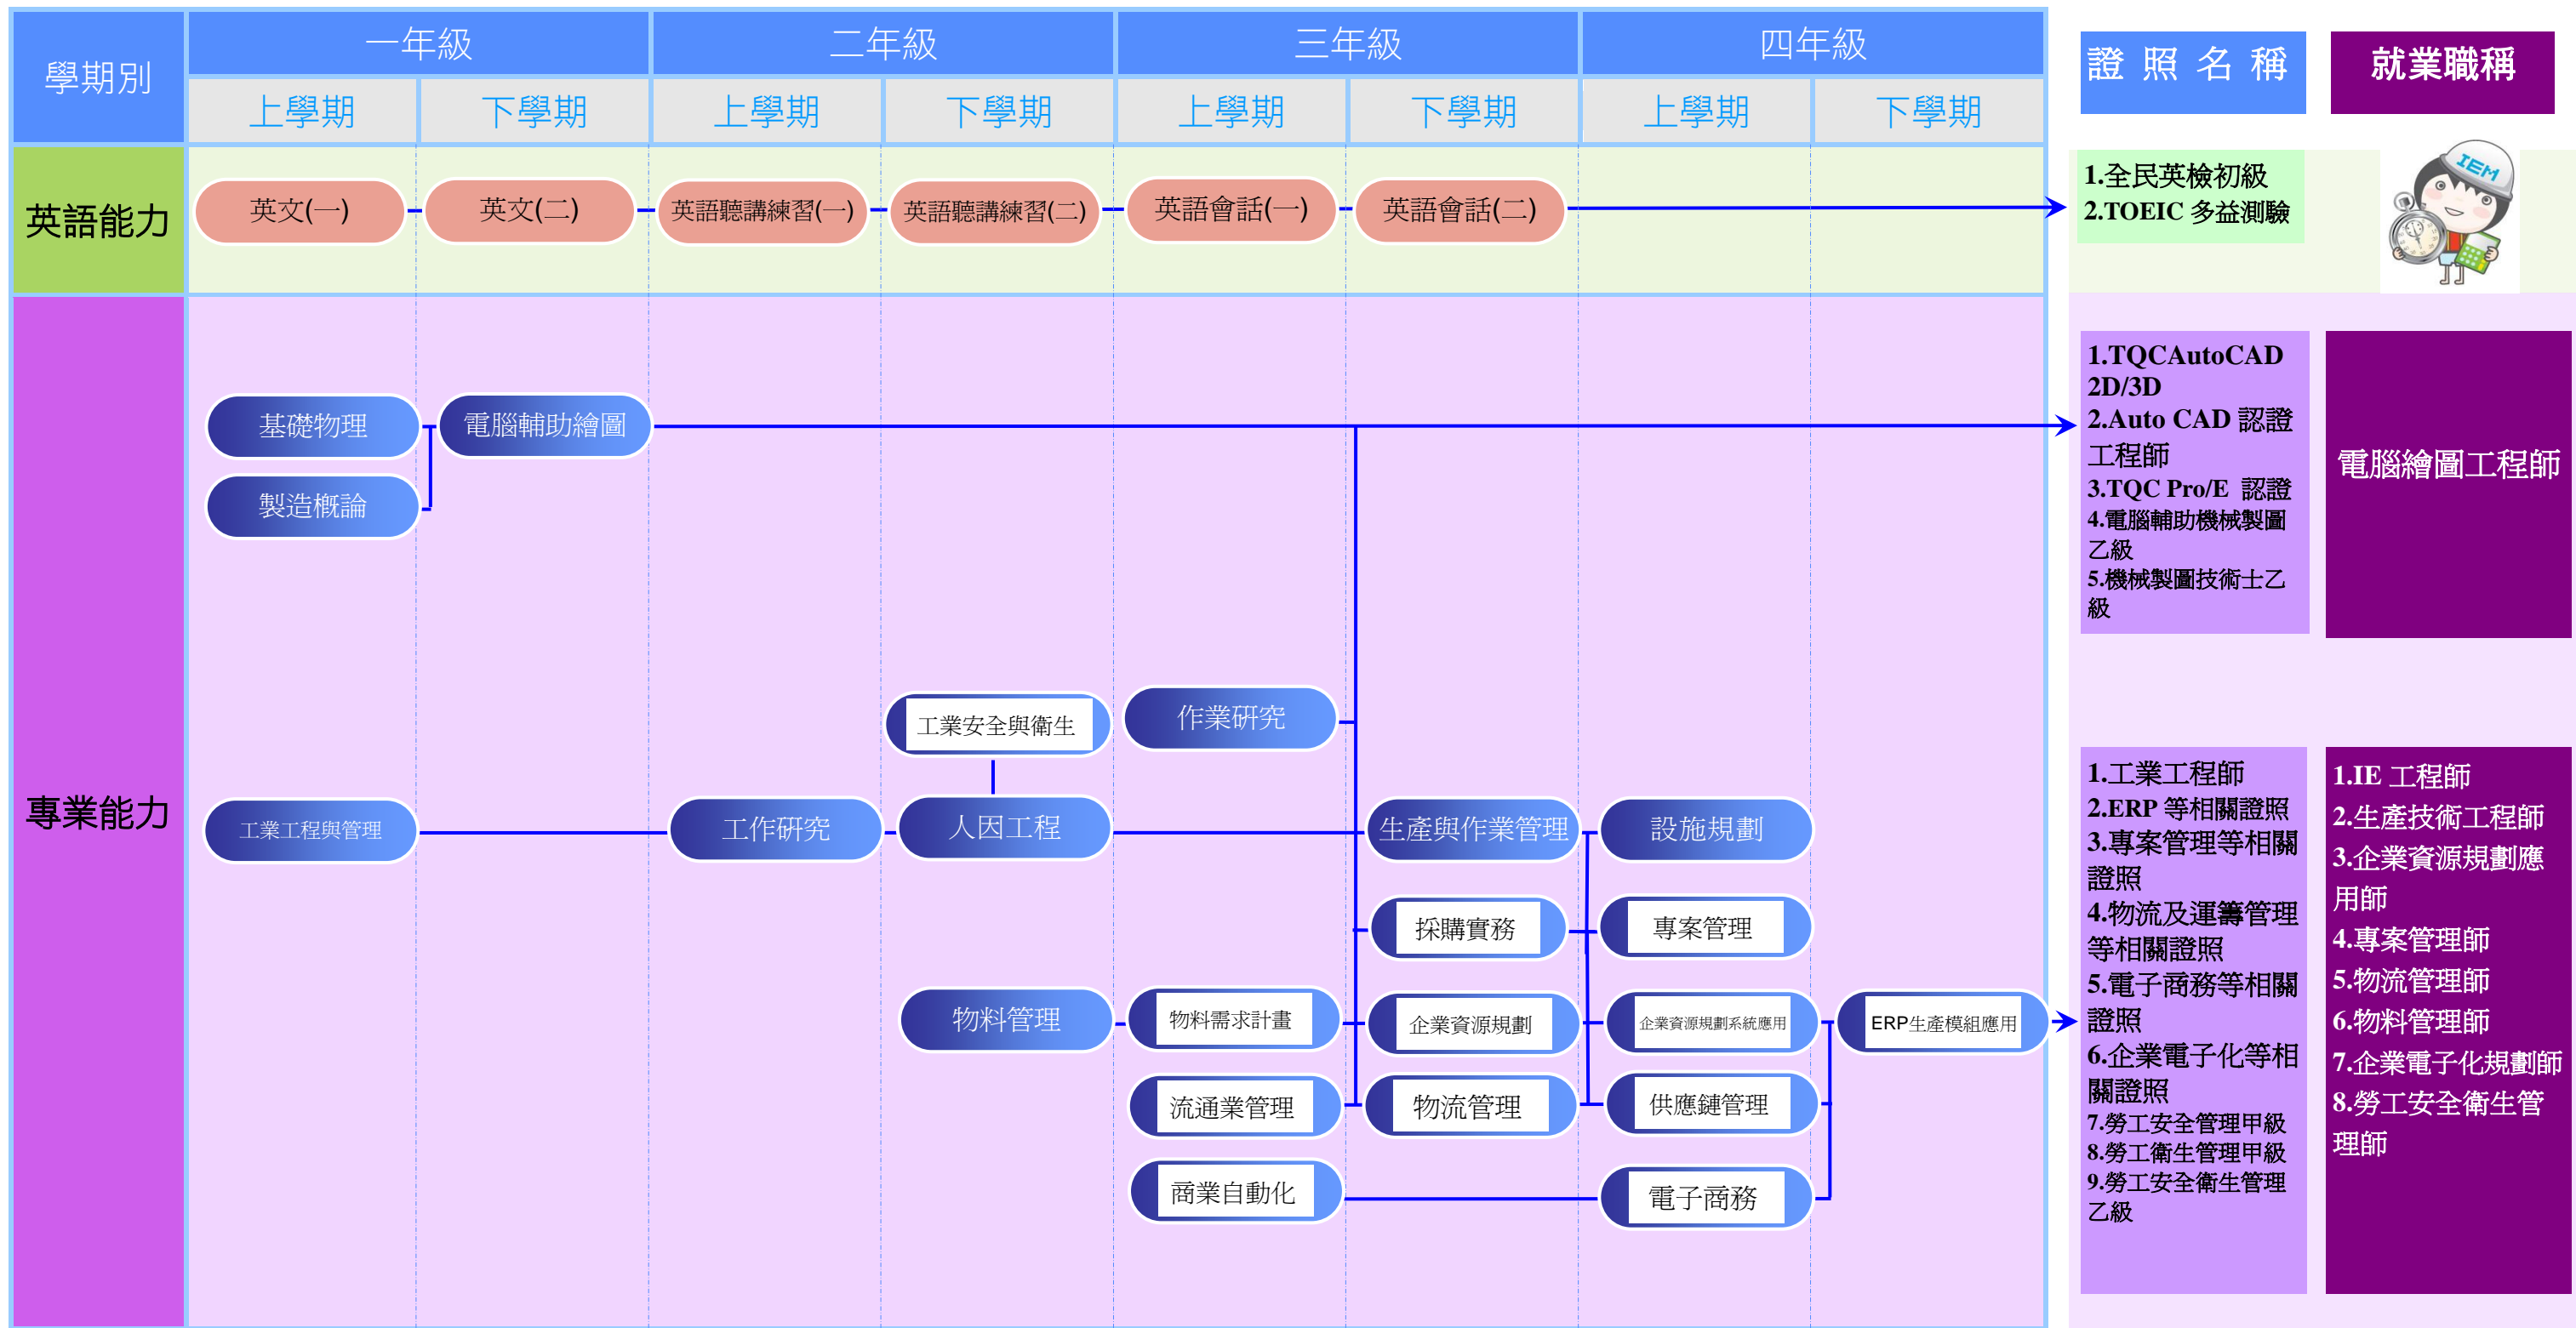 學期別
一年級
二年級
三年級
四年級
上學期
下學期
上學期
下學期
上學期
下學期
上學期
下學期
證照名稱
就業職稱
英語能力
英文(一)
英文(二)
英語聽講練習(一)
英語聽講練習(二)
英語會話(一)
英語會話(二)
1.全民英檢初級
2.TOEIC 多益測驗
IEM
專業能力
基礎物理
電腦輔助繪圖
製造概論
工業安全與衛生
作業研究
工業工程與管理
工作研究
人因工程
生產與作業管理
設施規劃
採購實務
專案管理
物料管理
物料需求計畫
企業資源規劃
企業資源規劃系統應用
ERP生產模組應用
流通業管理
物流管理
供應鏈管理
商業自動化
電子商務
1.TQCAutoCAD
2D/3D
2.Auto CAD 認證
工程師
3.TQC Pro/E 認證
4.電腦輔助機械製圖
乙級
5.機械製圖技術士乙
級
電腦繪圖工程師
1.工業工程師
2.ERP 等相關證照
3.專案管理等相關
證照
4.物流及運籌管理
等相關證照
5.電子商務等相關
證照
6.企業電子化等相
關證照
7.勞工安全管理甲級
8.勞工衛生管理甲級
9.勞工安全衛生管理
乙級
1.IE 工程師
2.生產技術工程師
3.企業資源規劃應
用師
4.專案管理師
5.物流管理師
6.物料管理師
7.企業電子化規劃師
8.勞工安全衛生管
理師